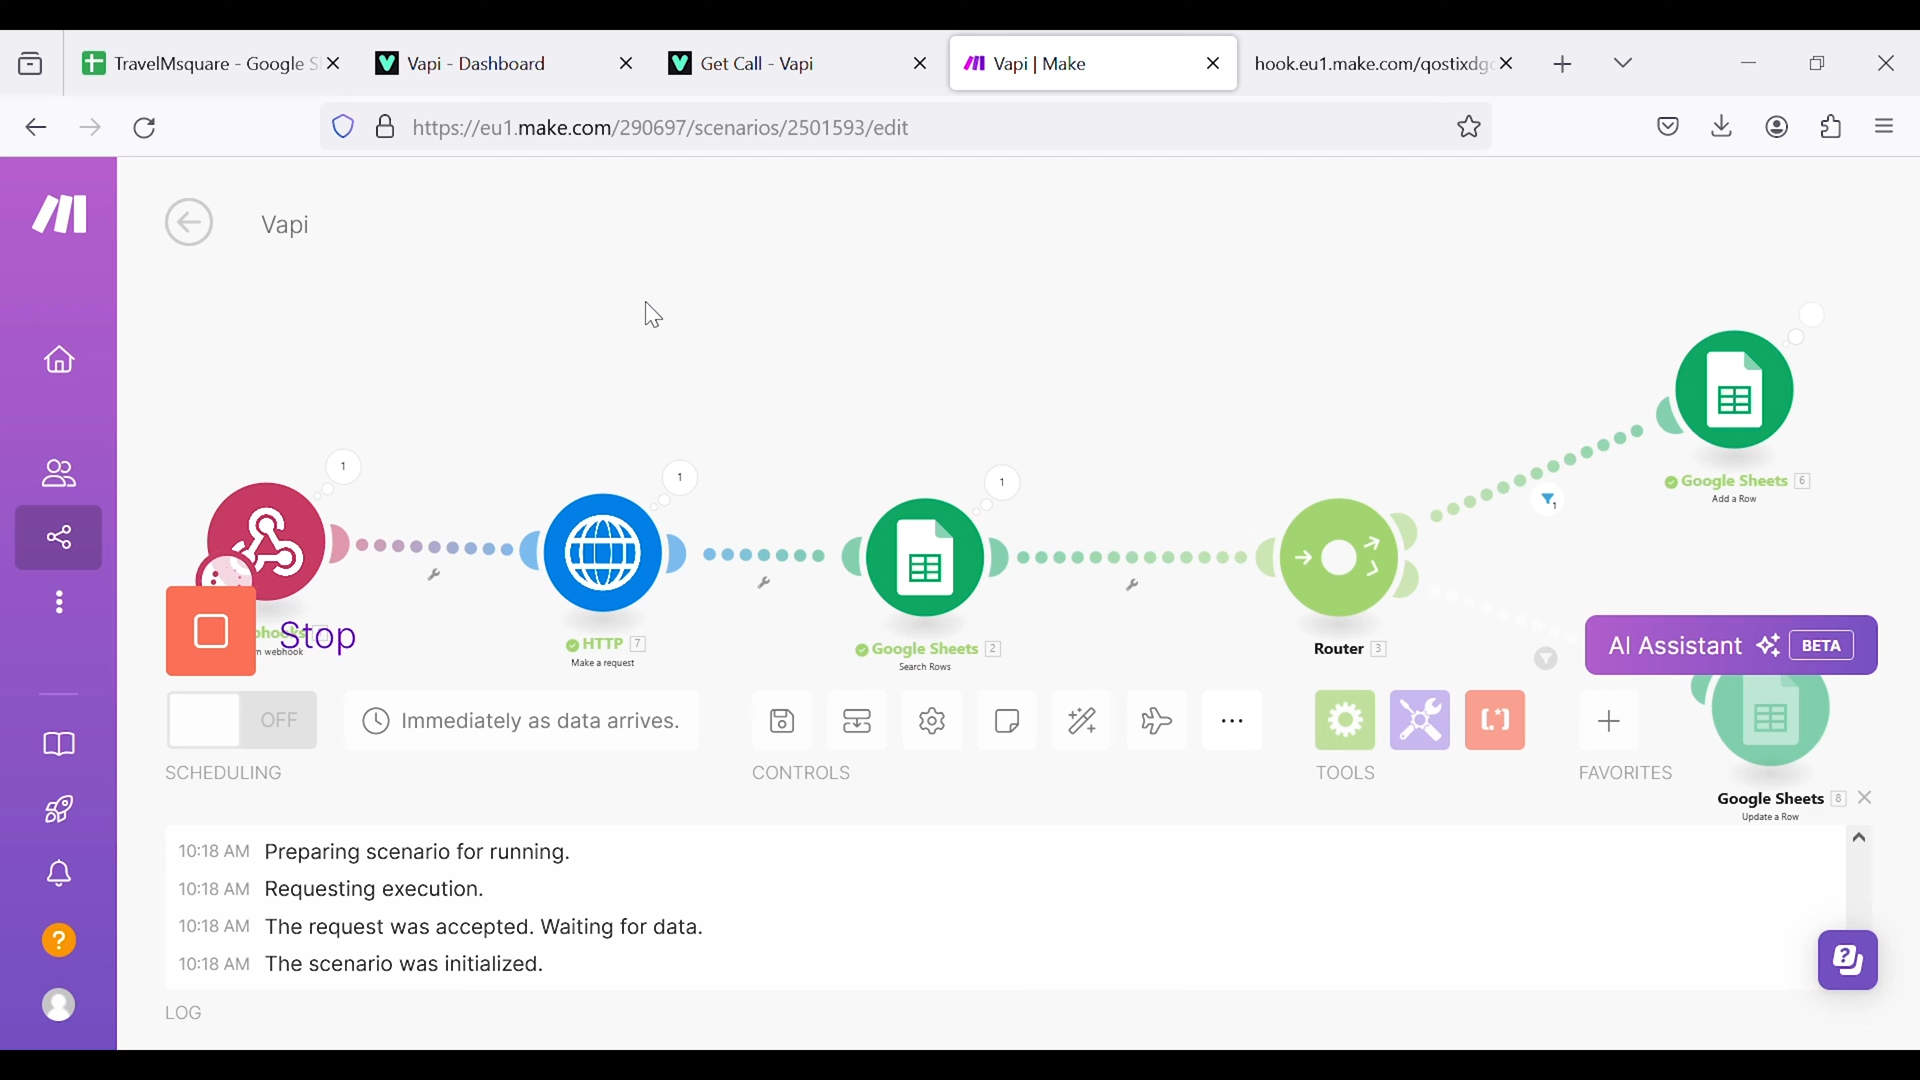 TravelMsquare - Google S
Vapi - Dashboard
Get Call - Vapi
Vapi | Make
hook.eu1.make.com/qostixdg
https://eu1.make.com/290697/scenarios/2501593/edit
Vapi
1
1
1
Google Sheets 6
Add a Row
1
Stop
HTTP 7
Make a request
Google Sheets 2
Search Rows
Router 3
AI Assistant BETA
OFF
Immediately as data arrives.
SCHEDULING
CONTROLS
TOOLS
FAVORITES
Google Sheets 8
Update a Row
10:18 AM Preparing scenario for running.
10:18 AM Requesting execution.
10:18 AM The request was accepted. Waiting for data.
10:18 AM The scenario was initialized.
LOG